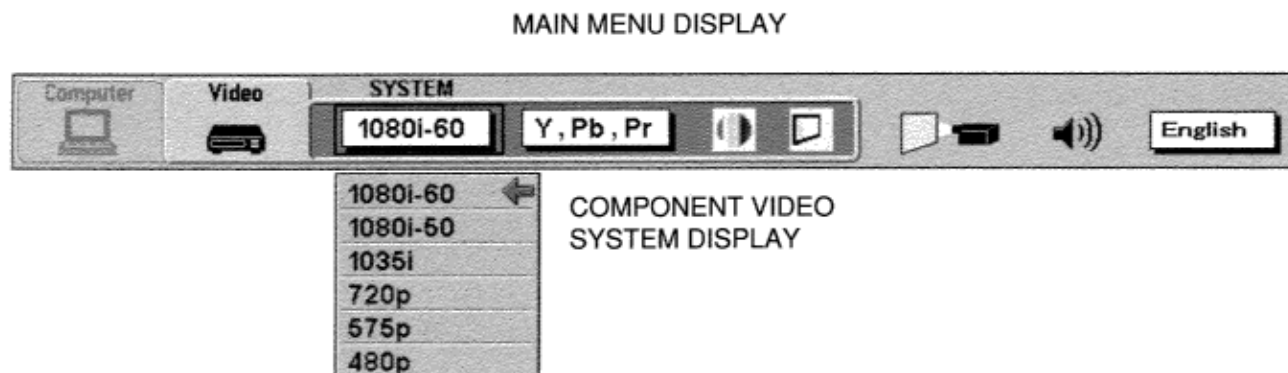 MAIN MENU DISPLAY
Computer Video SYSTEM
1080i-60 Y, Pb, Pr English
1080i-60
1080i-50
1035i
720p
575p
480p
COMPONENT VIDEO
SYSTEM DISPLAY